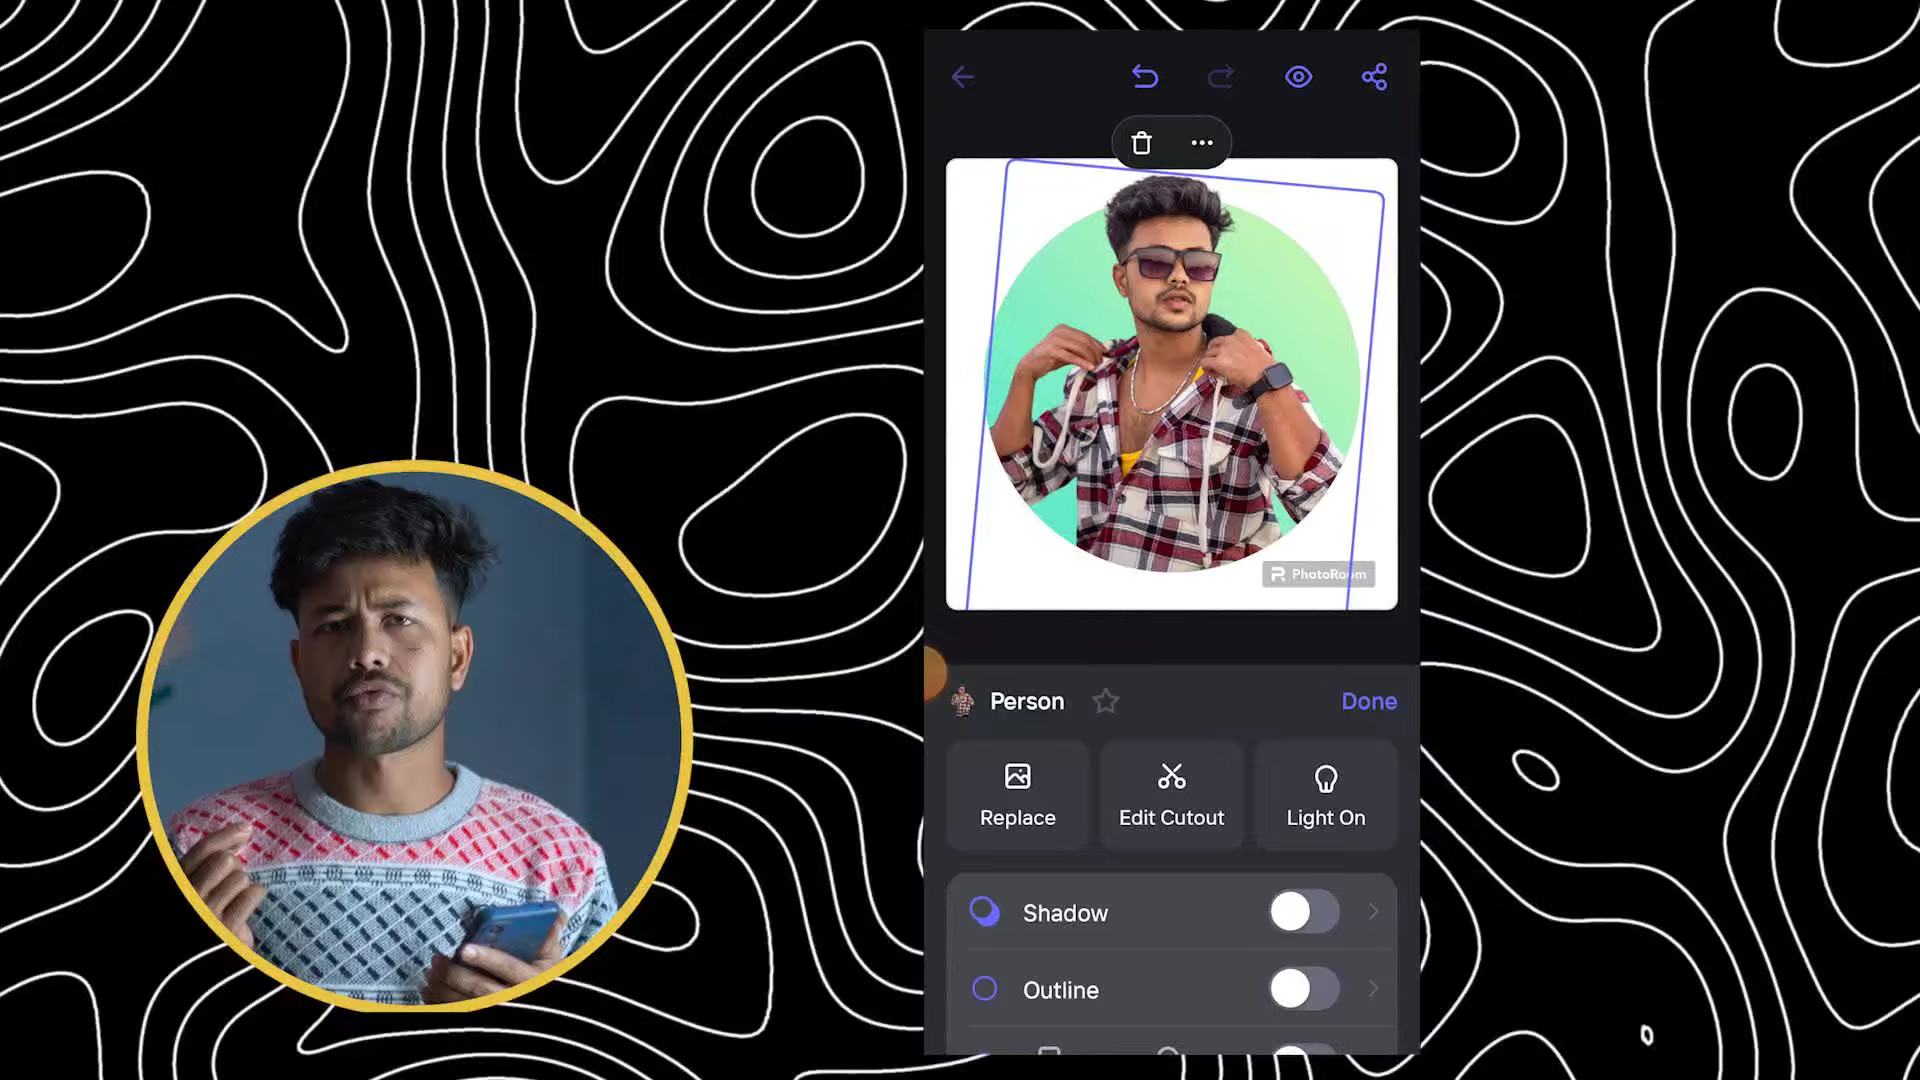 PhotoRoom
Person
Done
Replace
Edit Cutout
Light On
Shadow
Outline